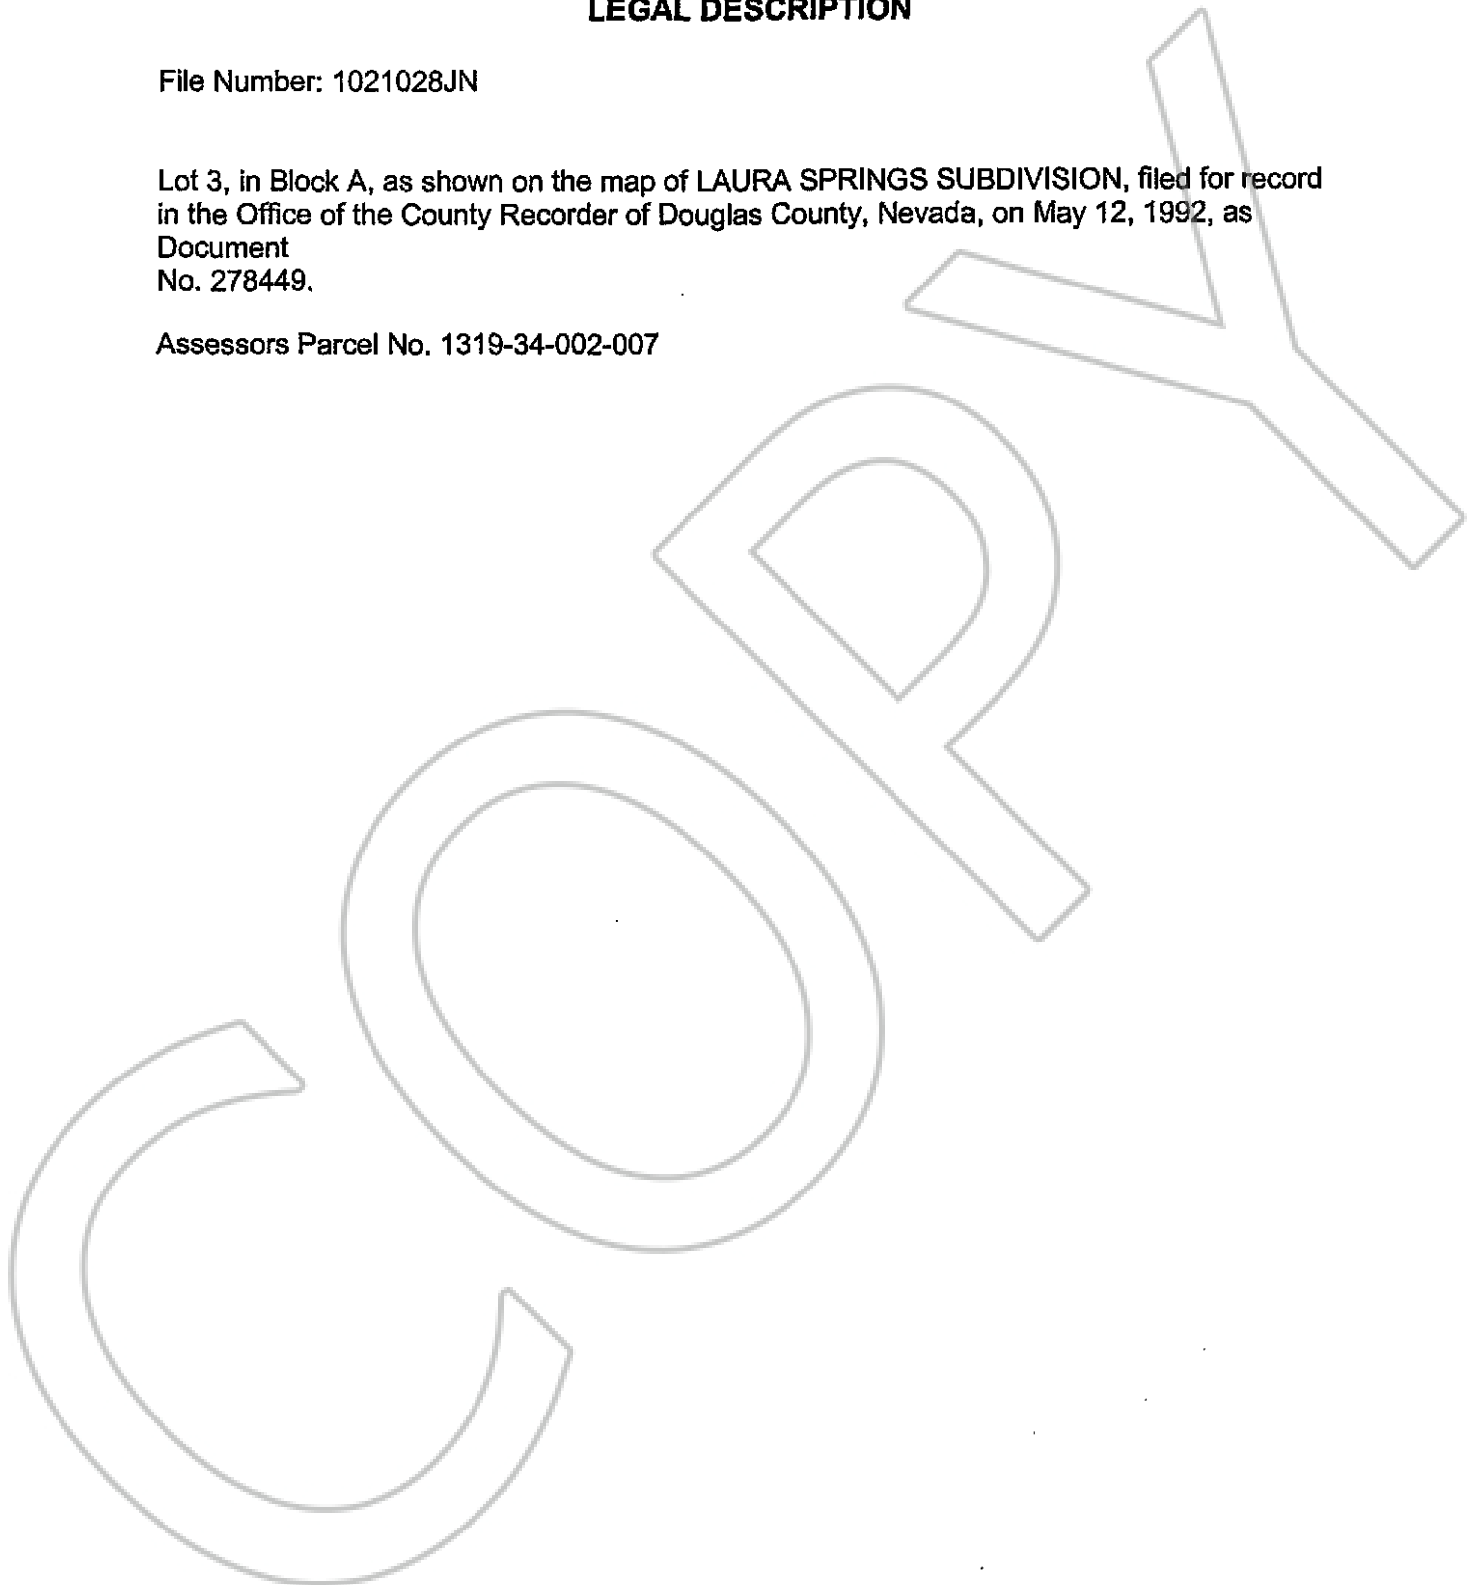 LEGAL DESCRIPTION
File Number: 1021028JN
Lot 3, in Block A, as shown on the map of LAURA SPRINGS SUBDIVISION, filed for record
in the Office of the County Recorder of Douglas County, Nevada, on May 12, 1992, as
Document
No. 278449.
Assessors Parcel No. 1319-34-002-007
COPY